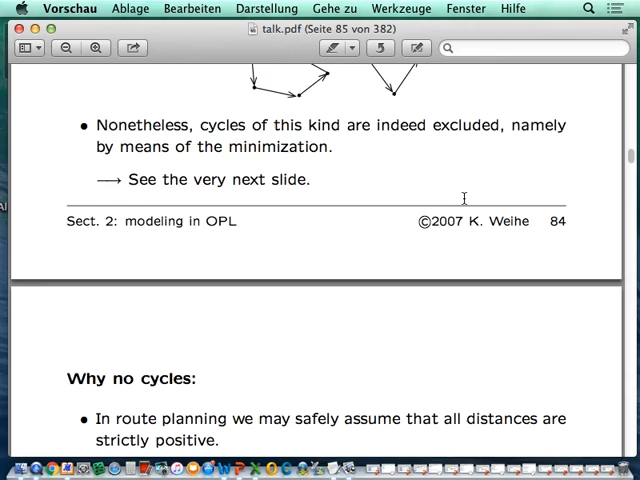 Vorschau Ablage Bearbeiten Darstellung Gehe zu Werkzeuge Fenster Hilfe
talk.pdf (Seite 85 von 382)
• Nonetheless, cycles of this kind are indeed excluded, namely
by means of the minimization.
⟶ See the very next slide.
Sect. 2: modeling in OPL ©2007 K. Weihe 84
Why no cycles:
• In route planning we may safely assume that all distances are
strictly positive.